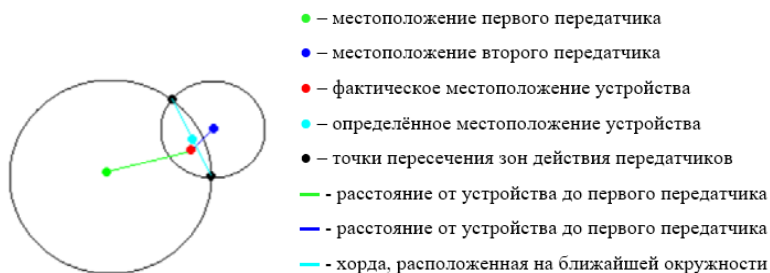 – местоположение первого передатчика
– местоположение второго передатчика
– фактическое местоположение устройства
– определённое местоположение устройства
– точки пересечения зон действия передатчиков
- расстояние от устройства до первого передатчика
- расстояние от устройства до первого передатчика
- хорда, расположенная на ближайшей окружности